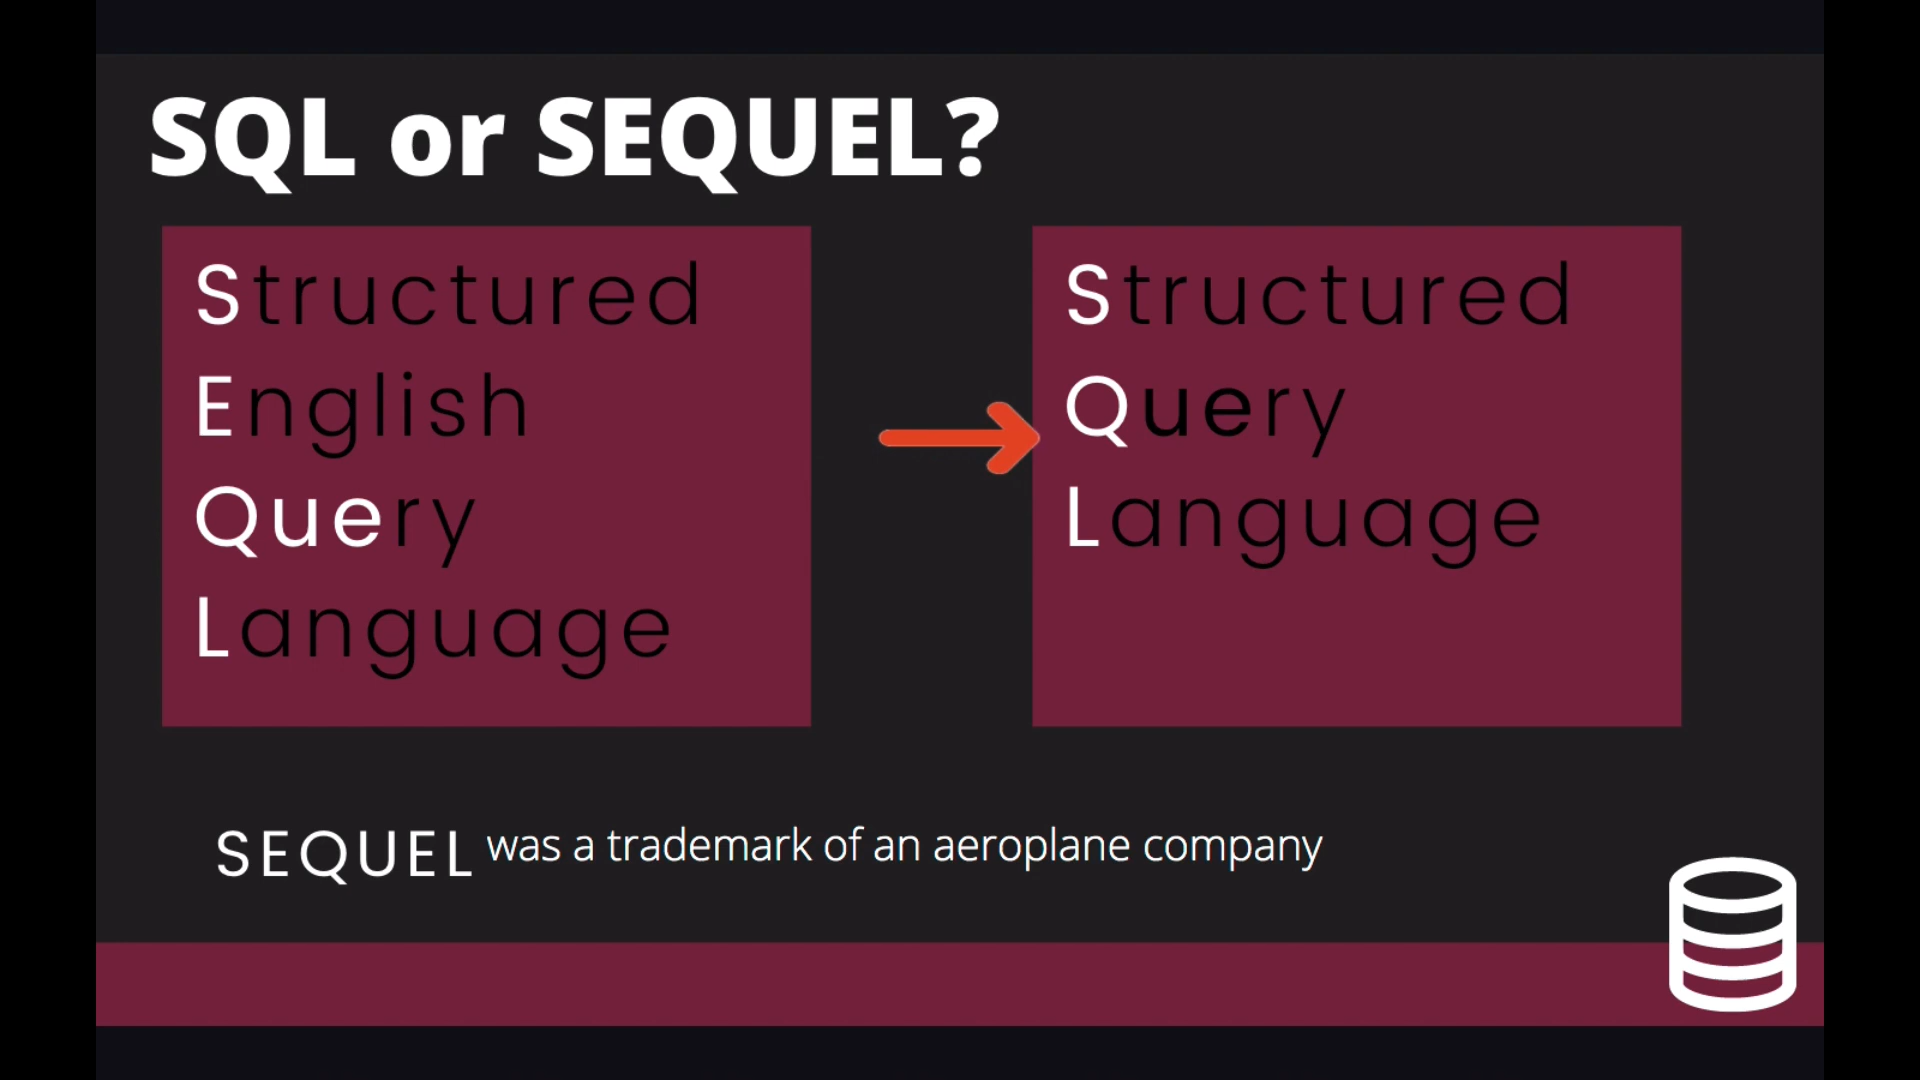 SQL or SEQUEL?
Structured
English
Query
Language
Structured
Query
Language
SEQUEL was a trademark of an aeroplane company